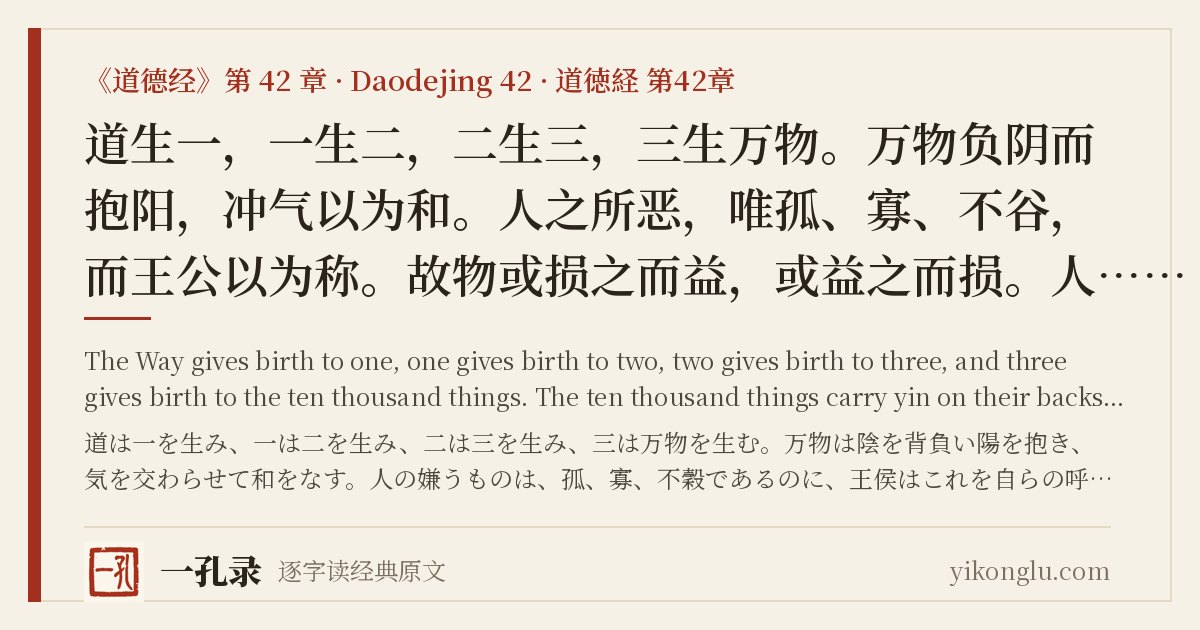 《道德经》第 42 章 · Daodejing 42 · 道徳経 第42章
道生一，一生二，二生三，三生万物。万物负阴而
抱阳，冲气以为和。人之所恶，唯孤、寡、不谷，
而王公以为称。故物或损之而益，或益之而损。人……
The Way gives birth to one, one gives birth to two, two gives birth to three, and three
gives birth to the ten thousand things. The ten thousand things carry yin on their backs...
道は一を生み、一は二を生み、二は三を生み、三は万物を生む。万物は陰を背負い陽を抱き、
気を交わらせて和をなす。人の嫌うものは、孤、寡、不穀であるのに、王侯はこれを自らの呼…
一孔
一孔录 逐字读经典原文
yikonglu.com